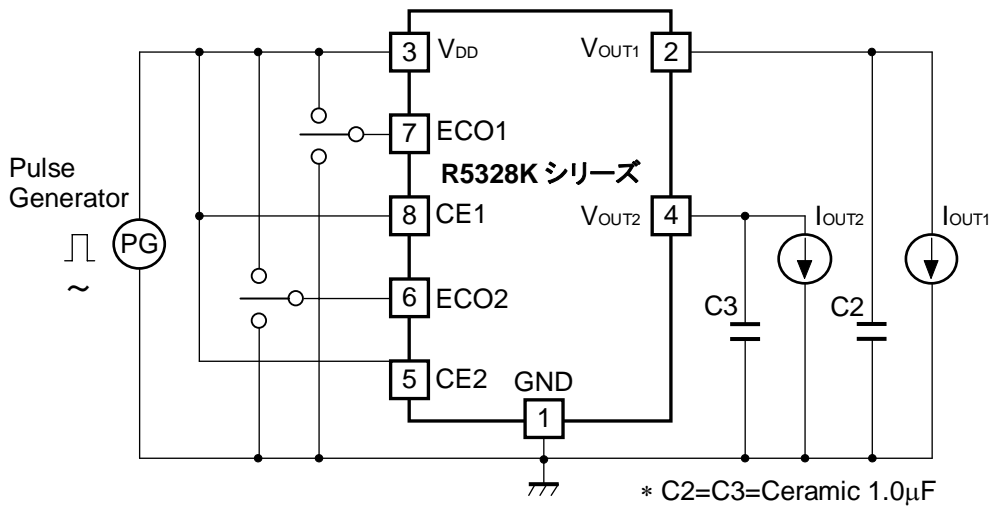 3 VDD VOUT1 2
7 ECO1
Pulse
Generator
R5328K シリーズ
8 CE1 VOUT2 4 IOUT2 IOUT1
PG
~
6 ECO2
C3 C2
5 CE2 GND
1
* C2=C3=Ceramic 1.0μF